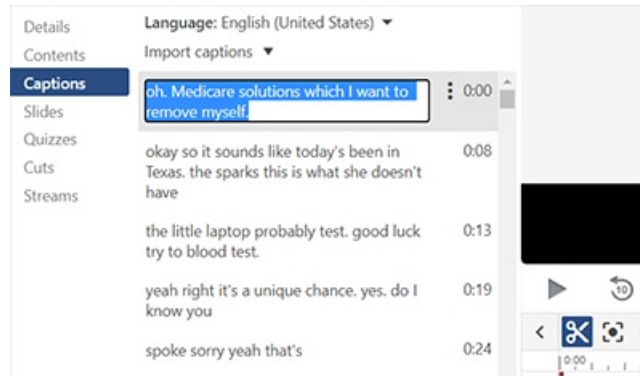 Details
Contents
Captions
Slides
Quizzes
Cuts
Streams
Language: English (United States)
Import captions
oh. Medicare solutions which I want to
remove myself.
0:00
okay so it sounds like today's been in
Texas. the sparks this is what she doesn't
have
0:08
the little laptop probably test. good luck
try to blood test.
0:13
yeah right it's a unique chance. yes. do I
know you
0:19
spoke sorry yeah that's
0:24
10
0:00